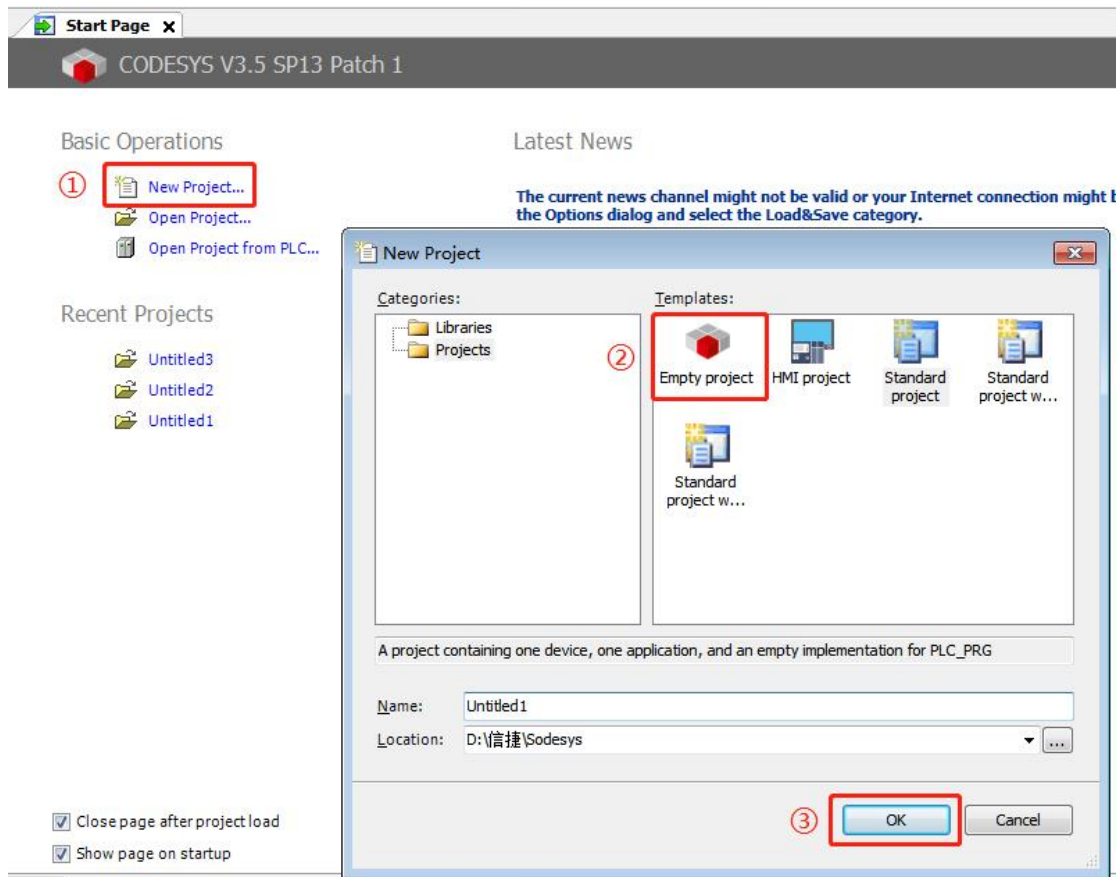 Start Page
CODESYS V3.5 SP13 Patch 1
Basic Operations
① New Project...
Open Project...
Open Project from PLC...
Recent Projects
Untitled3
Untitled2
Untitled1
Latest News
The current news channel might not be valid or your Internet connection might
the Options dialog and select the Load&Save category.
New Project
Categories:
Libraries
Projects
Templates:
②
Empty project
HMI project
Standard
project
Standard
project w...
Standard
project w...
A project containing one device, one application, and an empty implementation for PLC_PRG
Name: Untitled1
Location: D:\信捷\Sodesys
...
③ OK
Cancel
Close page after project load
Show page on startup